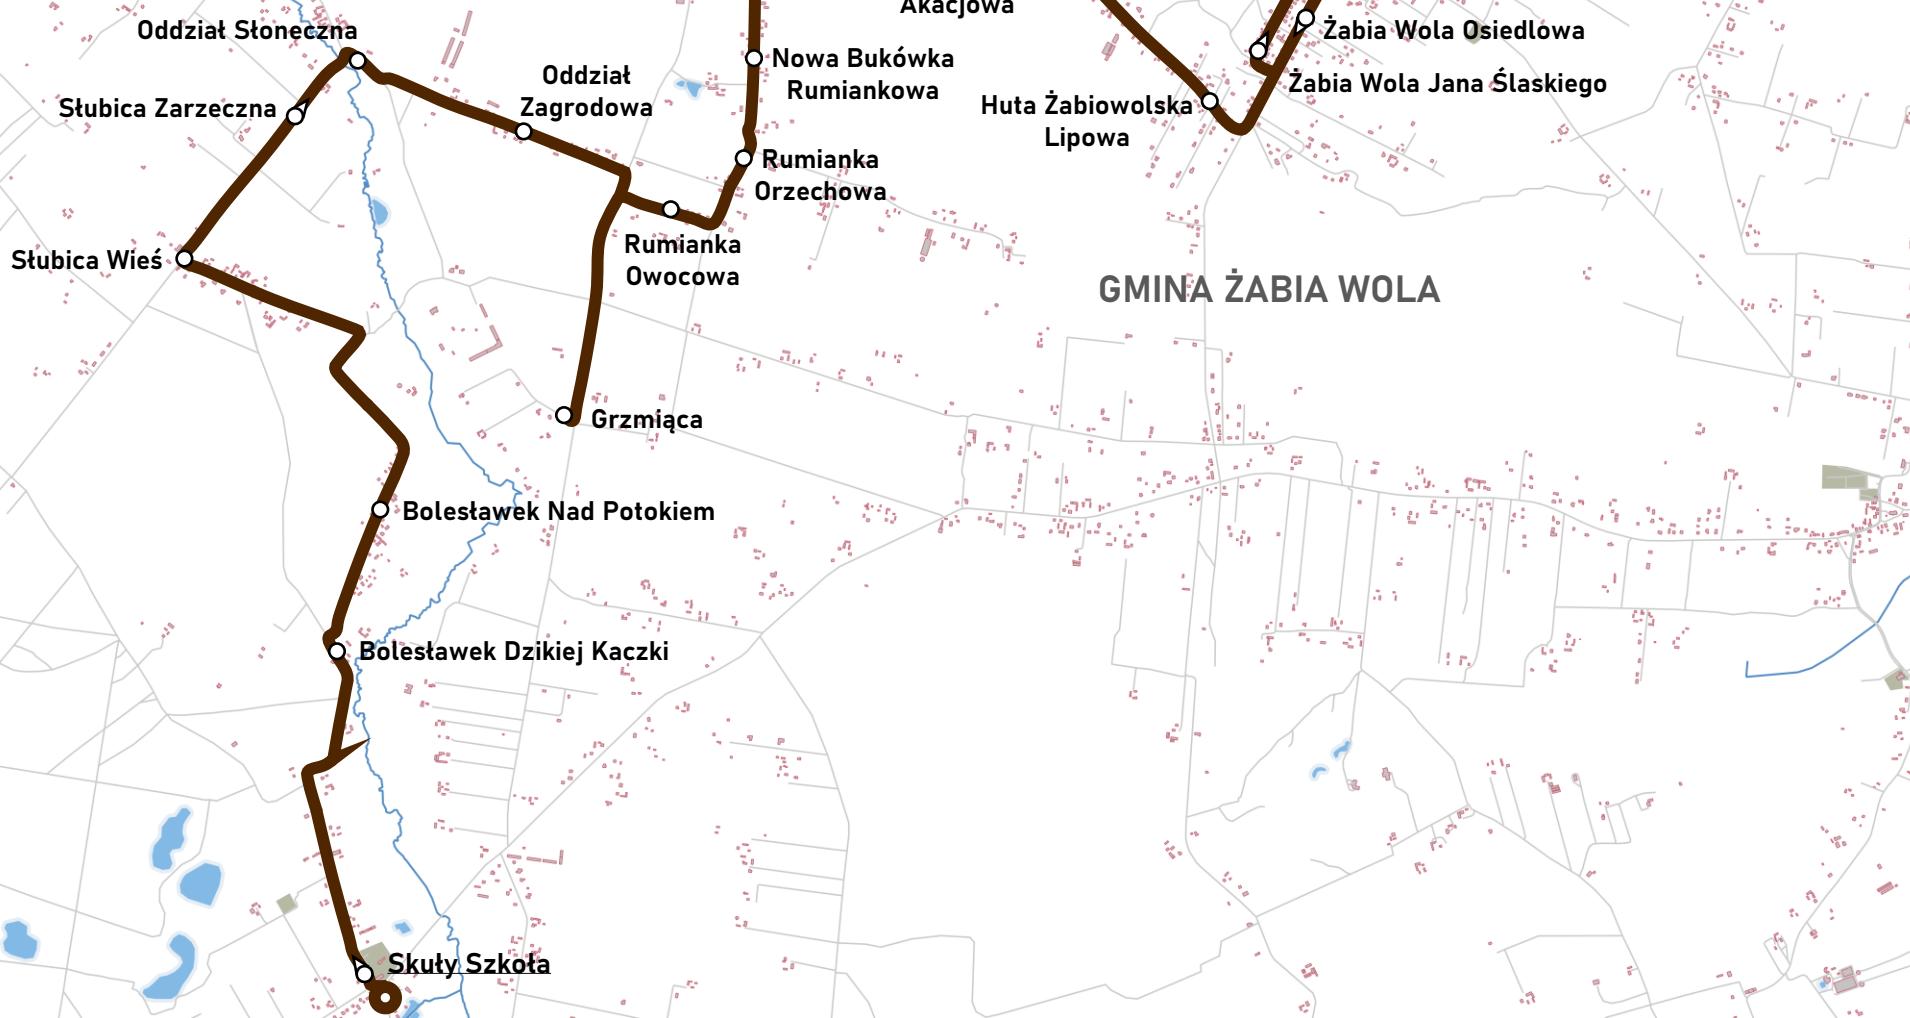 Akacjowa
Oddział Słoneczna
Żabia Wola Osiedlowa
Nowa Bukówka
Rumiankowa
Oddział
Zagrodowa
Żabia Wola Jana Ślaskiego
Słubica Zarzeczna
Huta Żabiowolska
Lipowa
Rumianka
Orzechowa
Słubica Wieś
Rumianka
Owocowa
GMINA ŻABIA WOLA
Grzmiąca
Bolesławek Nad Potokiem
Bolesławek Dzikiej Kaczki
Skuły Szkoła